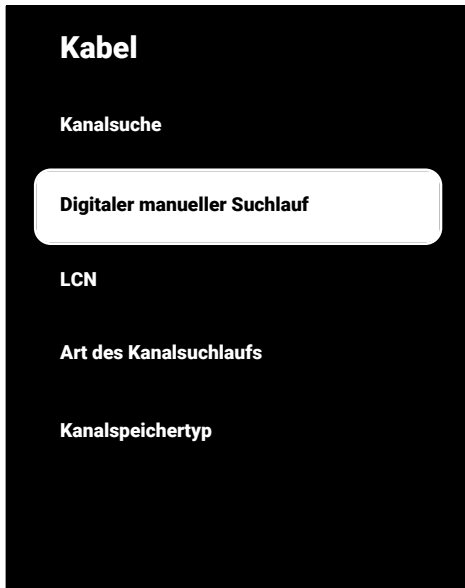 Kabel
Kanalsuche
Digitaler manueller Suchlauf
LCN
Art des Kanalsuchlaufs
Kanalspeichertyp